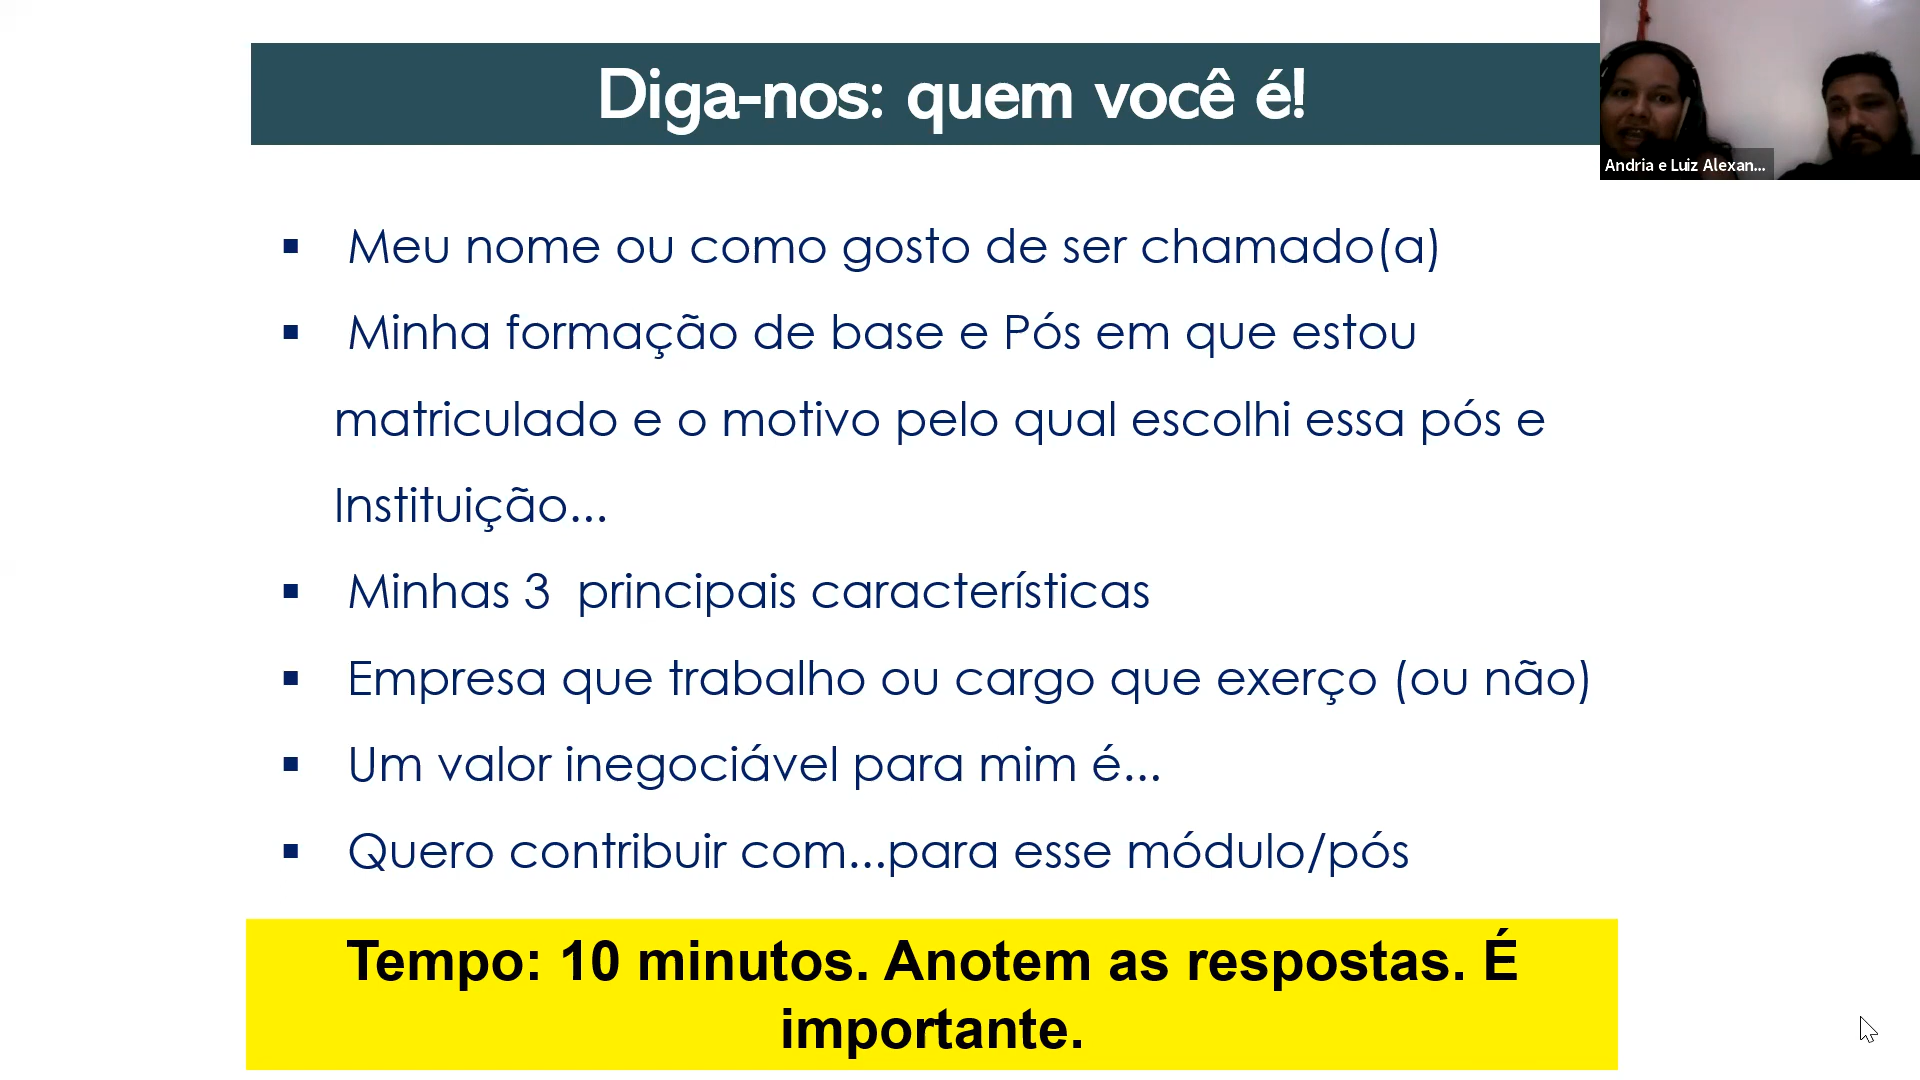 Diga-nos: quem você é!
Andria e Luiz Alexan...
▪ Meu nome ou como gosto de ser chamado(a)
▪ Minha formação de base e Pós em que estou
matriculado e o motivo pelo qual escolhi essa pós e
Instituição...
▪ Minhas 3 principais características
▪ Empresa que trabalho ou cargo que exerço (ou não)
▪ Um valor inegociável para mim é...
▪ Quero contribuir com...para esse módulo/pós
Tempo: 10 minutos. Anotem as respostas. É
importante.